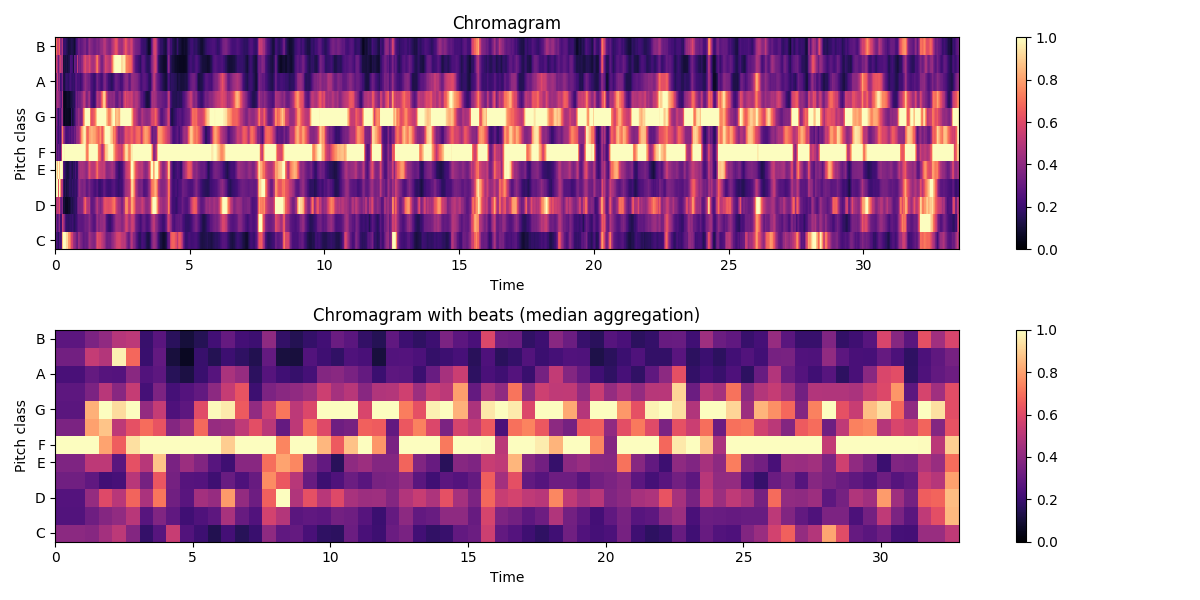 Chromagram
Pitch class
B
A
G
F
E
D
C
0 5 10 15 20 25 30
Time
1.0
0.8
0.6
0.4
0.2
0.0
Chromagram with beats (median aggregation)
Pitch class
B
A
G
F
E
D
C
0 5 10 15 20 25 30
Time
1.0
0.8
0.6
0.4
0.2
0.0